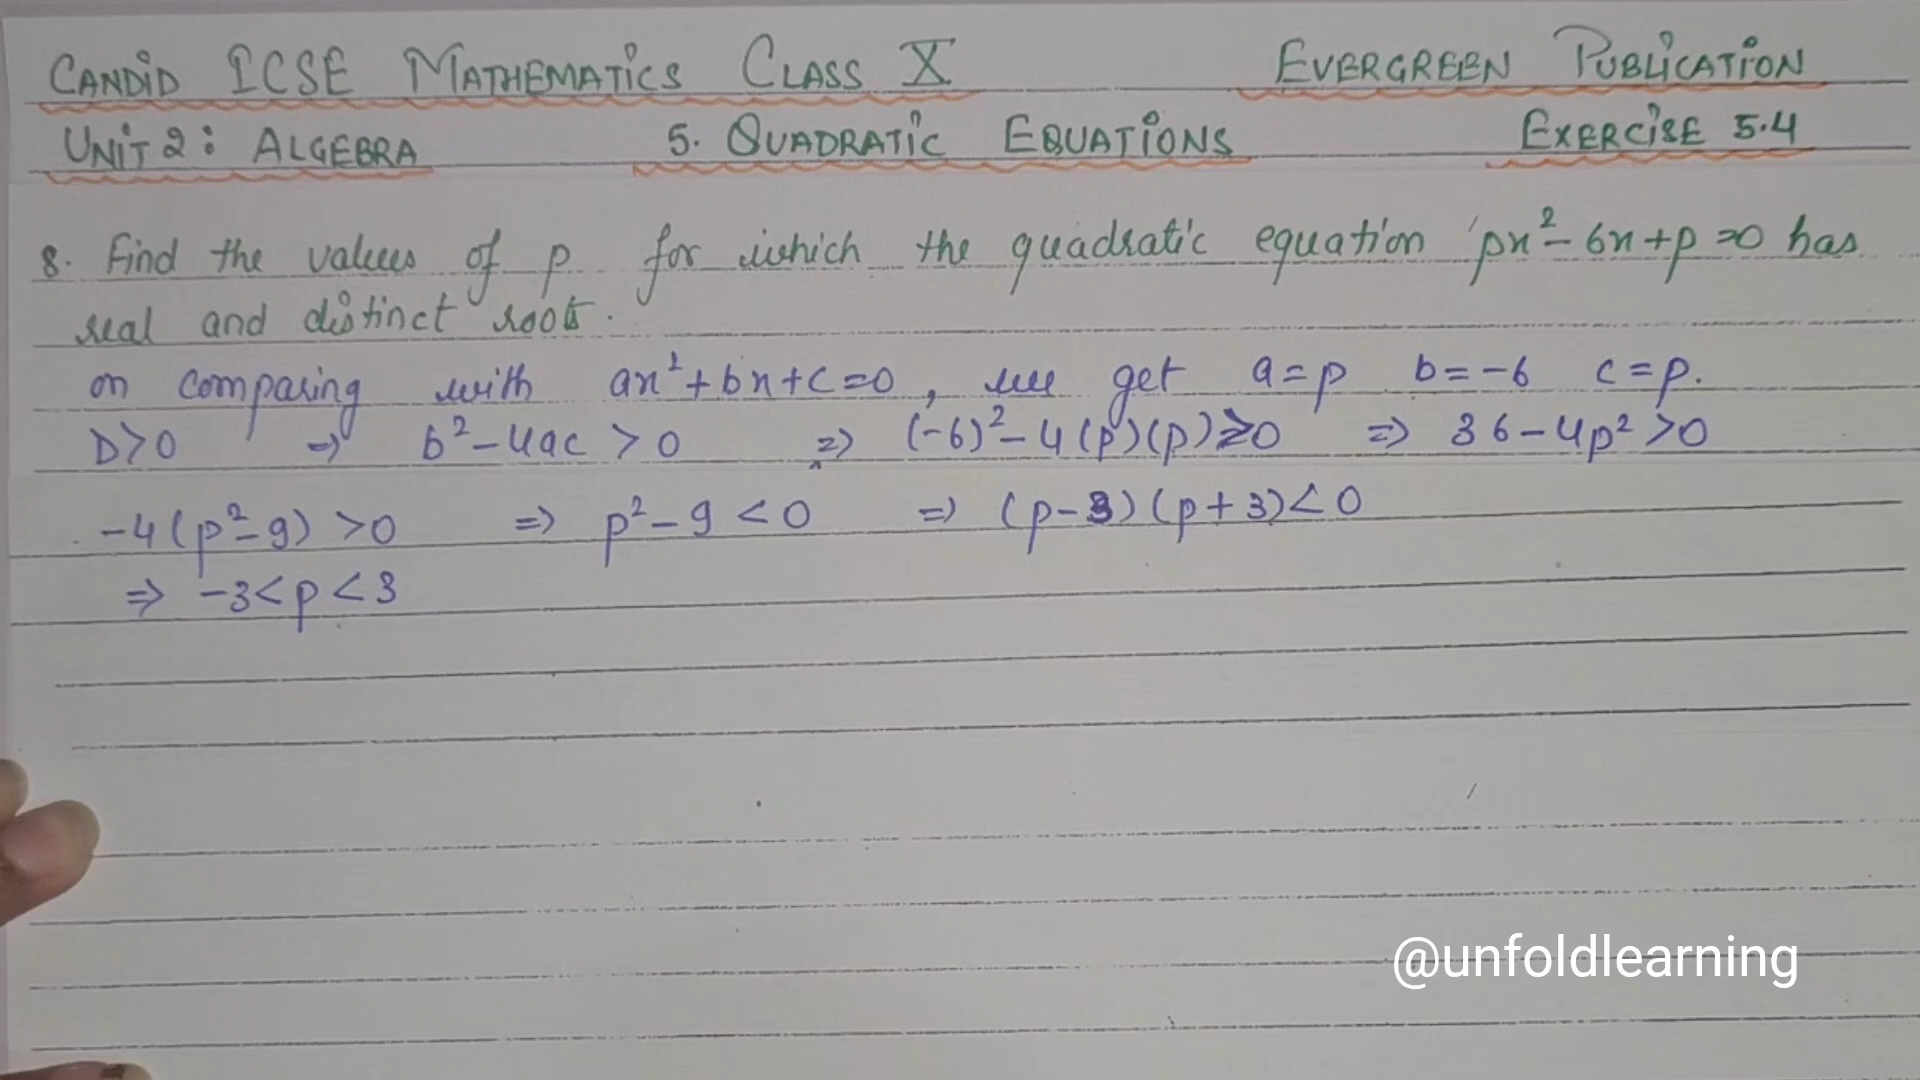 CANDID ICSE MATHEMATICS CLASS X EVERGREEN PUBLICATION
UNIT 2: ALGEBRA 5. QUADRATIC EQUATIONS EXERCISE 5.4
8. Find the values of p for which the quadratic equation px² - 6x + p = 0 has
real and distinct roots.
on comparing with ax² + bx + c = 0, we get a = p b = -6 c = p.
D > 0 ⇒ b² - 4ac > 0 ⇒ (-6)² - 4(p)(p) > 0 ⇒ 36 - 4p² > 0
-4(p² - 9) > 0 ⇒ p² - 9 < 0 ⇒ (p - 3)(p + 3) < 0
⇒ -3 < p < 3
@unfoldlearning